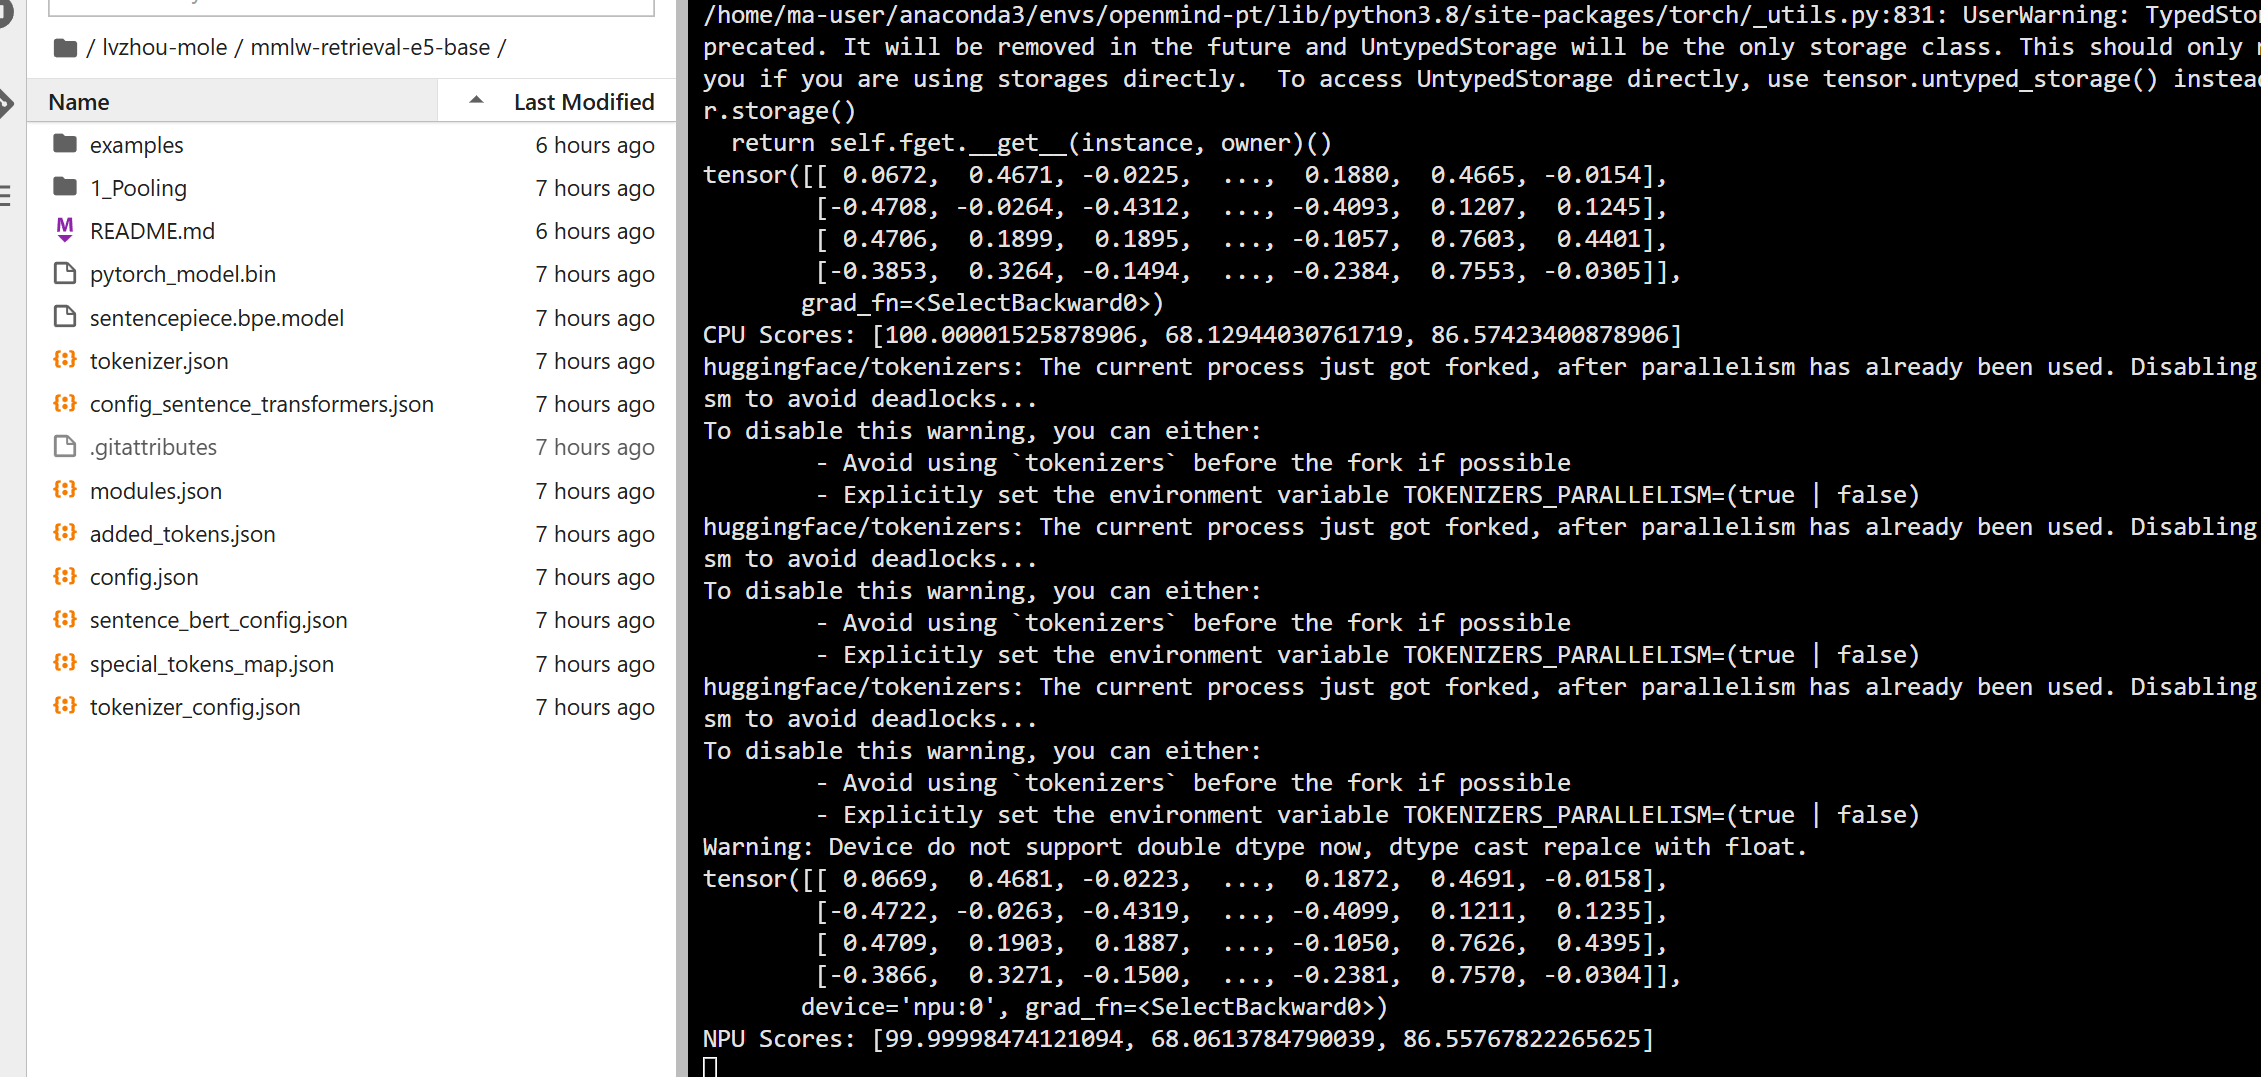 / lvzhou-mole / mmlw-retrieval-e5-base /
Name Last Modified
examples 6 hours ago
1_Pooling 7 hours ago
README.md 6 hours ago
pytorch_model.bin 7 hours ago
sentencepiece.bpe.model 7 hours ago
tokenizer.json 7 hours ago
config_sentence_transformers.json 7 hours ago
.gitattributes 7 hours ago
modules.json 7 hours ago
added_tokens.json 7 hours ago
config.json 7 hours ago
sentence_bert_config.json 7 hours ago
special_tokens_map.json 7 hours ago
tokenizer_config.json 7 hours ago
/home/ma-user/anaconda3/envs/openmind-pt/lib/python3.8/site-packages/torch/_utils.py:831: UserWarning: TypedSto
precated. It will be removed in the future and UntypedStorage will be the only storage class. This should only
you if you are using storages directly.  To access UntypedStorage directly, use tensor.untyped_storage() instea
r.storage()
  return self.fget.__get__(instance, owner)()
tensor([[ 0.0672,  0.4671, -0.0225,  ...,  0.1880,  0.4665, -0.0154],
        [-0.4708, -0.0264, -0.4312,  ..., -0.4093,  0.1207,  0.1245],
        [ 0.4706,  0.1899,  0.1895,  ..., -0.1057,  0.7603,  0.4401],
        [-0.3853,  0.3264, -0.1494,  ..., -0.2384,  0.7553, -0.0305]],
       grad_fn=<SelectBackward0>)
CPU Scores: [100.00001525878906, 68.12944030761719, 86.57423400878906]
huggingface/tokenizers: The current process just got forked, after parallelism has already been used. Disabling
sm to avoid deadlocks...
To disable this warning, you can either:
        - Avoid using `tokenizers` before the fork if possible
        - Explicitly set the environment variable TOKENIZERS_PARALLELISM=(true | false)
huggingface/tokenizers: The current process just got forked, after parallelism has already been used. Disabling
sm to avoid deadlocks...
To disable this warning, you can either:
        - Avoid using `tokenizers` before the fork if possible
        - Explicitly set the environment variable TOKENIZERS_PARALLELISM=(true | false)
huggingface/tokenizers: The current process just got forked, after parallelism has already been used. Disabling
sm to avoid deadlocks...
To disable this warning, you can either:
        - Avoid using `tokenizers` before the fork if possible
        - Explicitly set the environment variable TOKENIZERS_PARALLELISM=(true | false)
Warning: Device do not support double dtype now, dtype cast repalce with float.
tensor([[ 0.0669,  0.4681, -0.0223,  ...,  0.1872,  0.4691, -0.0158],
        [-0.4722, -0.0263, -0.4319,  ..., -0.4099,  0.1211,  0.1235],
        [ 0.4709,  0.1903,  0.1887,  ..., -0.1050,  0.7626,  0.4395],
        [-0.3866,  0.3271, -0.1500,  ..., -0.2381,  0.7570, -0.0304]],
       device='npu:0', grad_fn=<SelectBackward0>)
NPU Scores: [99.99998474121094, 68.0613784790039, 86.55767822265625]